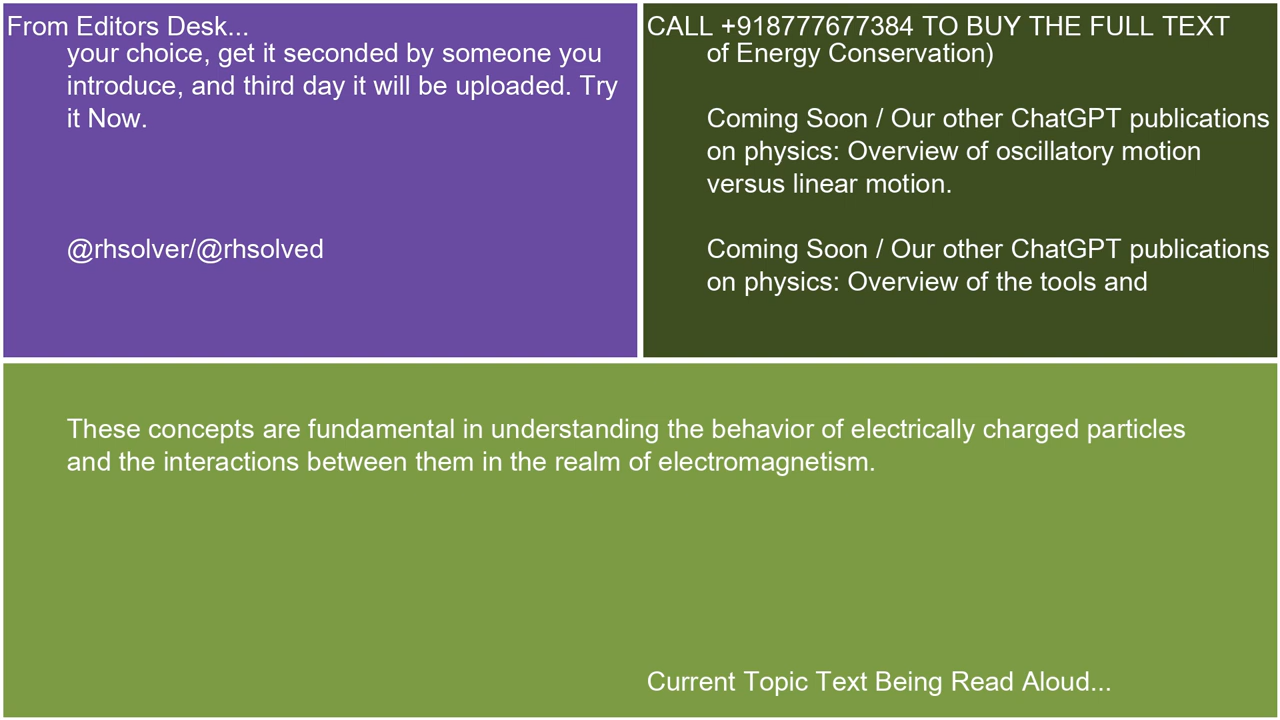 From Editors Desk...
your choice, get it seconded by someone you
introduce, and third day it will be uploaded. Try
it Now.
@rhsolver/@rhsolved
CALL +918777677384 TO BUY THE FULL TEXT
of Energy Conservation)
Coming Soon / Our other ChatGPT publications
on physics: Overview of oscillatory motion
versus linear motion.
Coming Soon / Our other ChatGPT publications
on physics: Overview of the tools and
These concepts are fundamental in understanding the behavior of electrically charged particles
and the interactions between them in the realm of electromagnetism.
Current Topic Text Being Read Aloud...